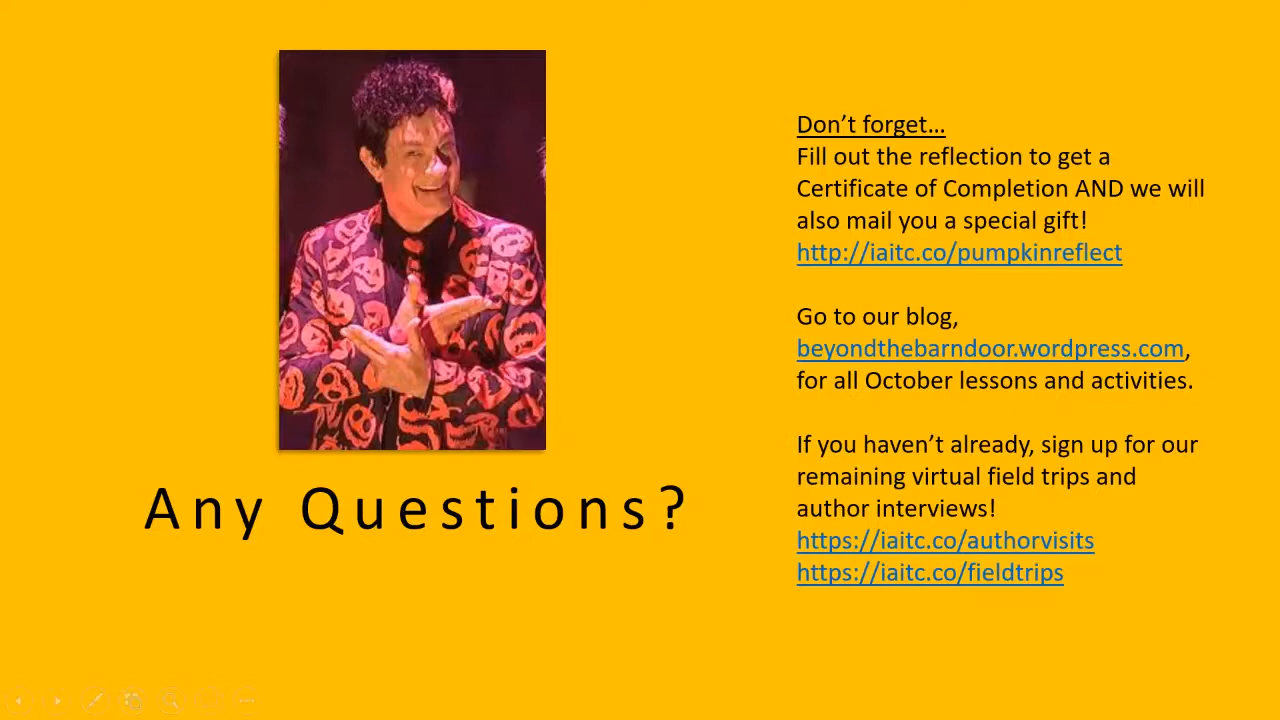 Any Questions?
Don't forget…
Fill out the reflection to get a
Certificate of Completion AND we will
also mail you a special gift!
http://iaitc.co/pumpkinreflect
Go to our blog,
beyondthebarndoor.wordpress.com,
for all October lessons and activities.
If you haven't already, sign up for our
remaining virtual field trips and
author interviews!
https://iaitc.co/authorvisits
https://iaitc.co/fieldtrips